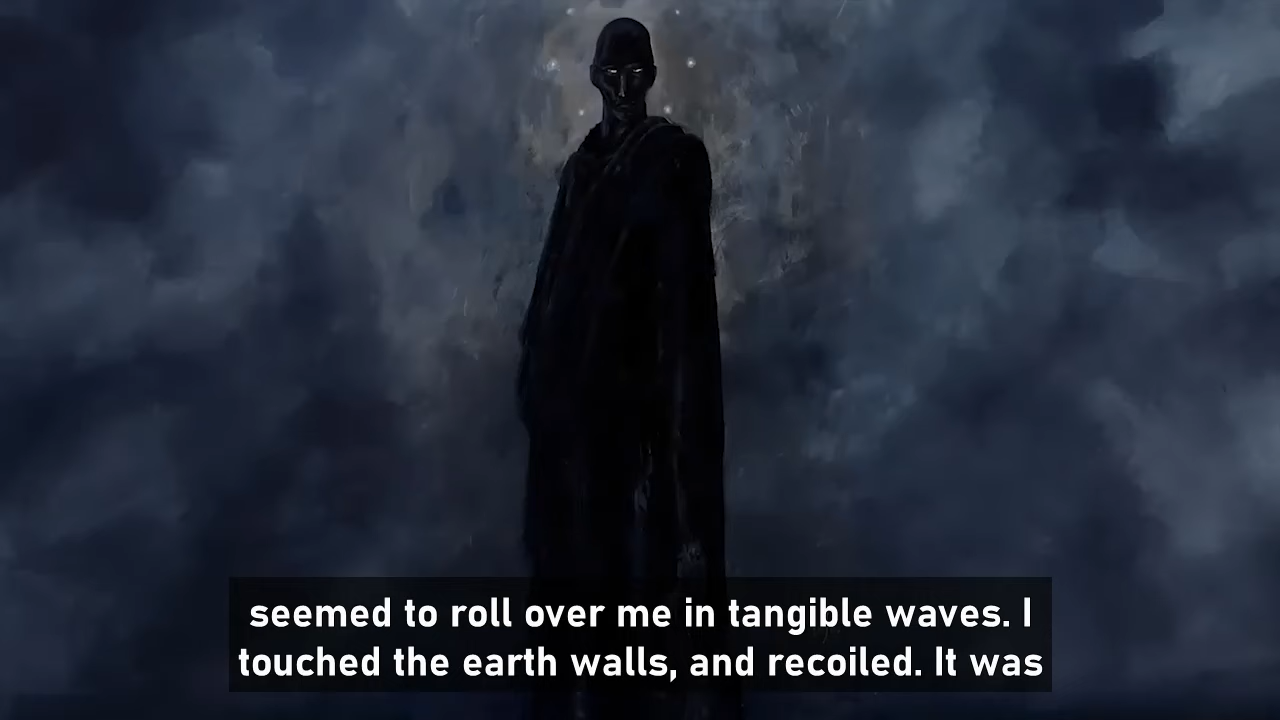 seemed to roll over me in tangible waves. I
touched the earth walls, and recoiled. It was